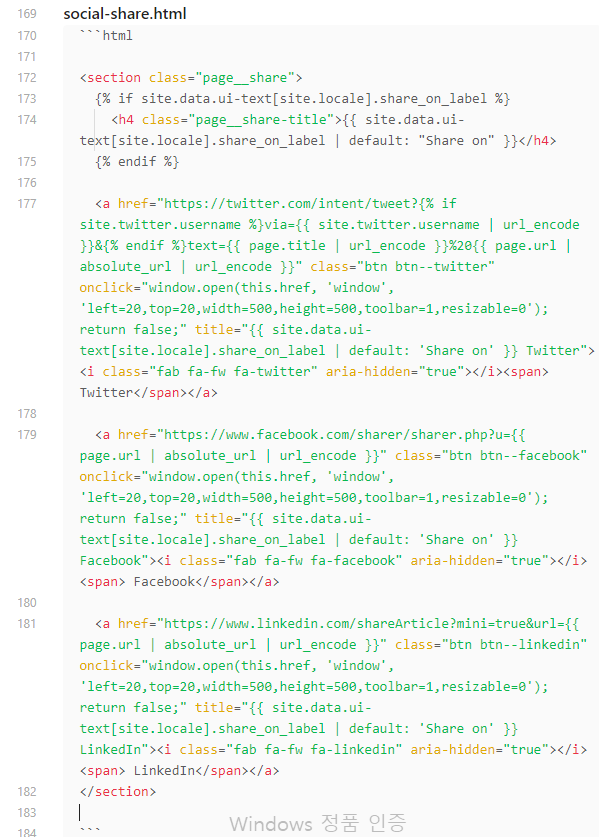 169 social-share.html
170 ```html
171
172 <section class="page__share">
173 {% if site.data.ui-text[site.locale].share_on_label %}
174 <h4 class="page__share-title">{{ site.data.ui-
text[site.locale].share_on_label | default: "Share on" }}</h4>
175 {% endif %}
176
177 <a href="https://twitter.com/intent/tweet?{% if
site.twitter.username %}via={{ site.twitter.username | url_encode
}}&{% endif %}text={{ page.title | url_encode }}%20{{ page.url |
absolute_url | url_encode }}" class="btn btn--twitter"
onclick="window.open(this.href, 'window',
'left=20,top=20,width=500,height=500,toolbar=1,resizable=0');
return false;" title="{{ site.data.ui-
text[site.locale].share_on_label | default: 'Share on' }} Twitter">
<i class="fab fa-fw fa-twitter" aria-hidden="true"></i><span>
Twitter</span></a>
178
179 <a href="https://www.facebook.com/sharer/sharer.php?u={{
page.url | absolute_url | url_encode }}" class="btn btn--facebook"
onclick="window.open(this.href, 'window',
'left=20,top=20,width=500,height=500,toolbar=1,resizable=0');
return false;" title="{{ site.data.ui-
text[site.locale].share_on_label | default: 'Share on' }}
Facebook"><i class="fab fa-fw fa-facebook" aria-hidden="true"></i>
<span> Facebook</span></a>
180
181 <a href="https://www.linkedin.com/shareArticle?mini=true&url={{
page.url | absolute_url | url_encode }}" class="btn btn--linkedin"
onclick="window.open(this.href, 'window',
'left=20,top=20,width=500,height=500,toolbar=1,resizable=0');
return false;" title="{{ site.data.ui-
text[site.locale].share_on_label | default: 'Share on' }}
LinkedIn"><i class="fab fa-fw fa-linkedin" aria-hidden="true"></i>
<span> LinkedIn</span></a>
182 </section>
183
Windows 정품 인증
184 ```